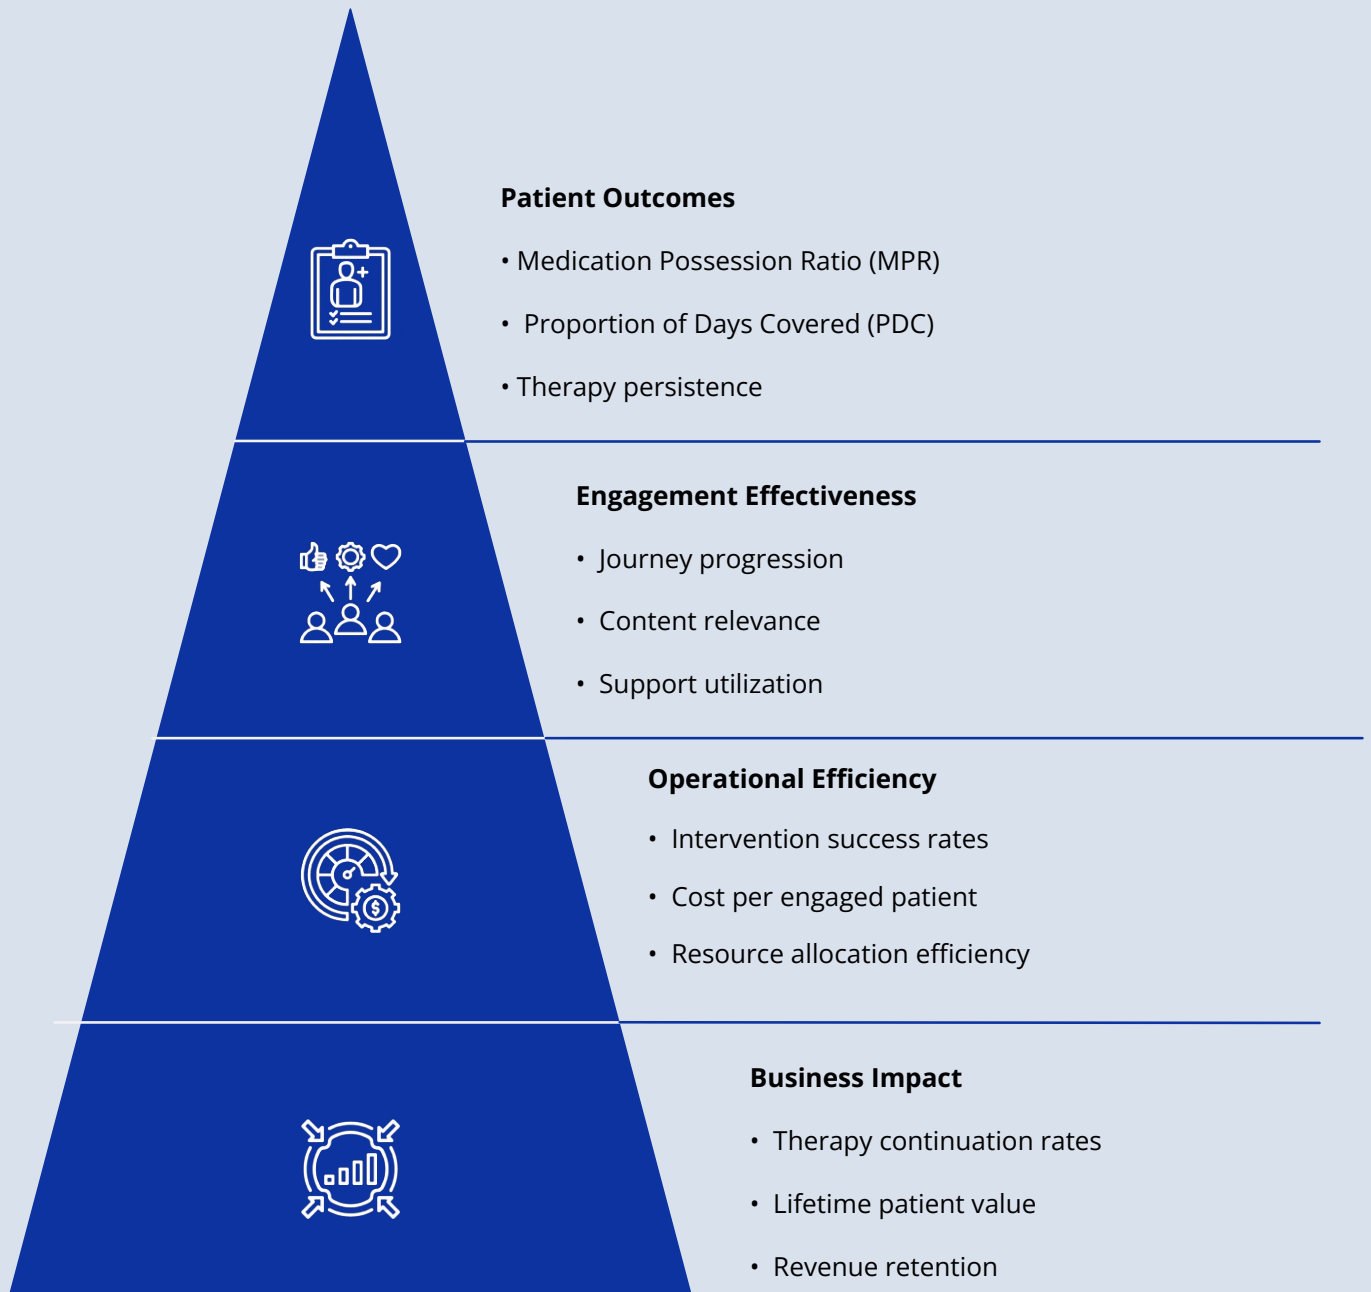 Patient Outcomes
• Medication Possession Ratio (MPR)
• Proportion of Days Covered (PDC)
• Therapy persistence
Engagement Effectiveness
• Journey progression
• Content relevance
• Support utilization
Operational Efficiency
• Intervention success rates
• Cost per engaged patient
• Resource allocation efficiency
$
Business Impact
• Therapy continuation rates
• Lifetime patient value
• Revenue retention